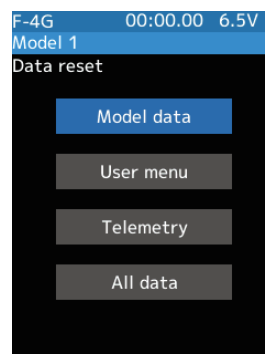 F-4G 00:00.00 6.5V
Model 1
Data reset
Model data
User menu
Telemetry
All data